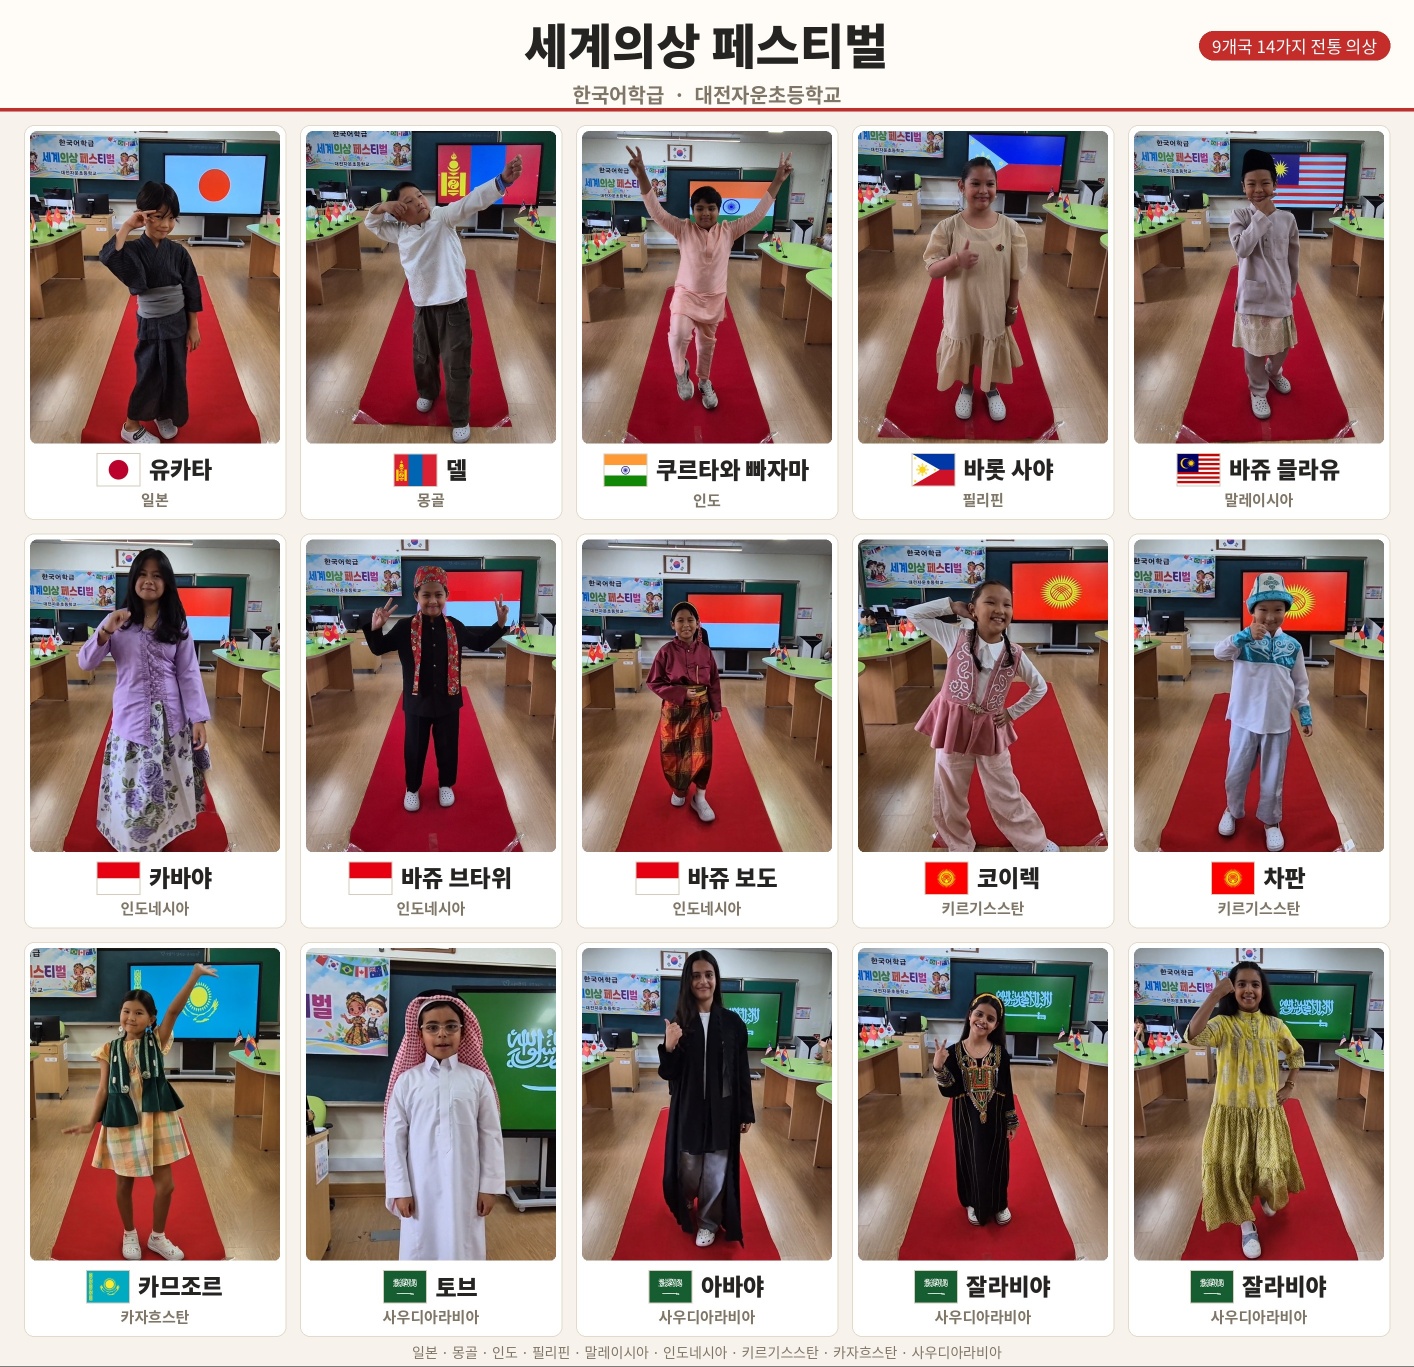 세계의상 페스티벌
9개국 14가지 전통 의상
한국어학급 · 대전자운초등학교
유카타
일본
델
몽골
쿠르타와 빠자마
인도
바롯 사야
필리핀
바쥬 믈라유
말레이시아
카바야
인도네시아
바쥬 브타위
인도네시아
바쥬 보도
인도네시아
코이렉
키르기스스탄
차판
키르기스스탄
카므조르
카자흐스탄
토브
사우디아라비아
아바야
사우디아라비아
잘라비야
사우디아라비아
잘라비야
사우디아라비아
일본 · 몽골 · 인도 · 필리핀 · 말레이시아 · 인도네시아 · 키르기스스탄 · 카자흐스탄 · 사우디아라비아